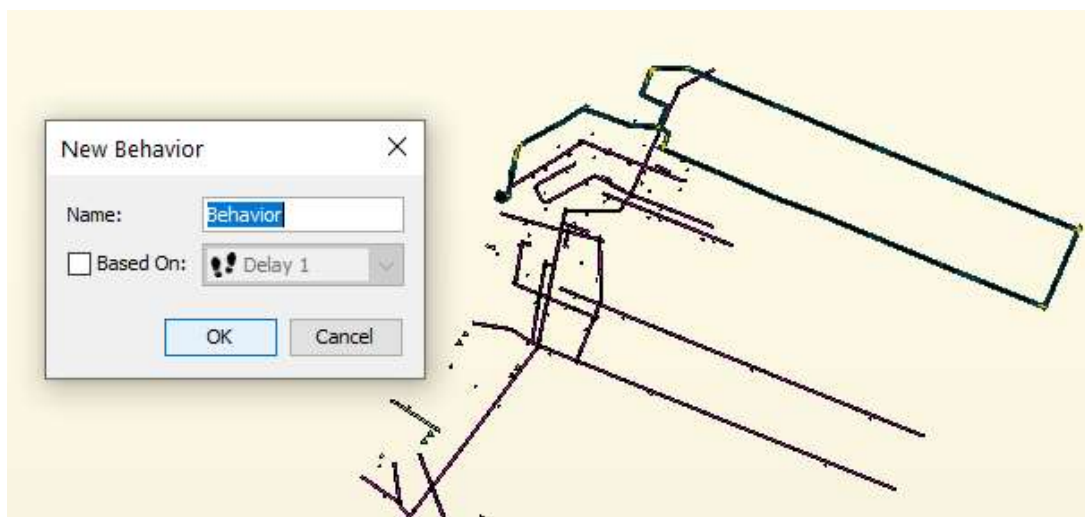 New Behavior
Name:
Behavior
Based On:
Delay 1
OK
Cancel